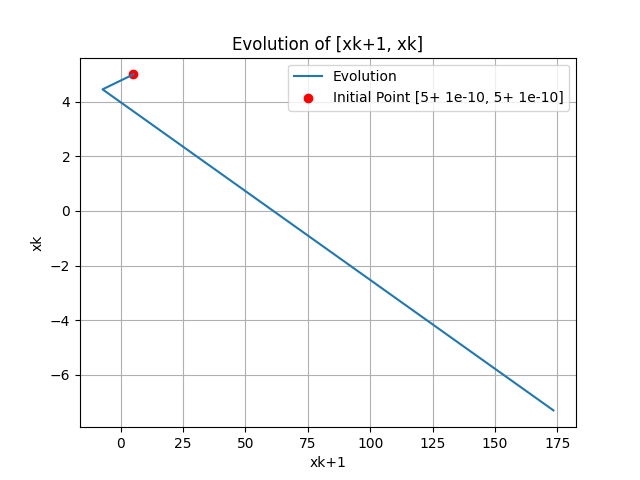 Evolution of [xk+1, xk]
Evolution
Initial Point [5+ 1e-10, 5+ 1e-10]
4
2
0
−2
−4
−6
xk
0 25 50 75 100 125 150 175
xk+1